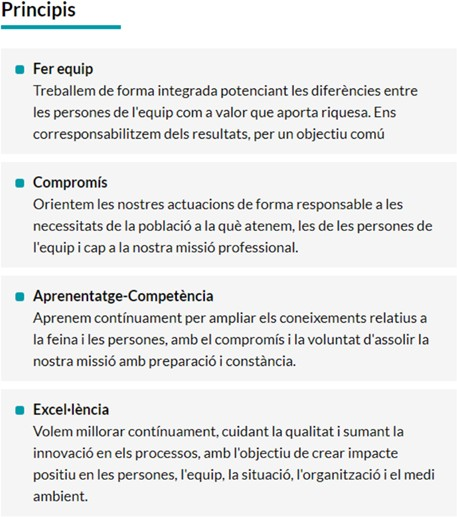 Principis
Fer equip
Treballem de forma integrada potenciant les diferències entre
les persones de l'equip com a valor que aporta riquesa. Ens
corresponsabilitzem dels resultats, per un objectiu comú
Compromís
Orientem les nostres actuacions de forma responsable a les
necessitats de la població a la què atenem, les de les persones de
l'equip i cap a la nostra missió professional.
Aprenentatge-Competència
Aprenem contínuament per ampliar els coneixements relatius a
la feina i les persones, amb el compromís i la voluntat d'assolir la
nostra missió amb preparació i constància.
Excel·lència
Volem millorar contínuament, cuidant la qualitat i sumant la
innovació en els processos, amb l'objectiu de crear impacte
positiu en les persones, l'equip, la situació, l'organització i el medi
ambient.